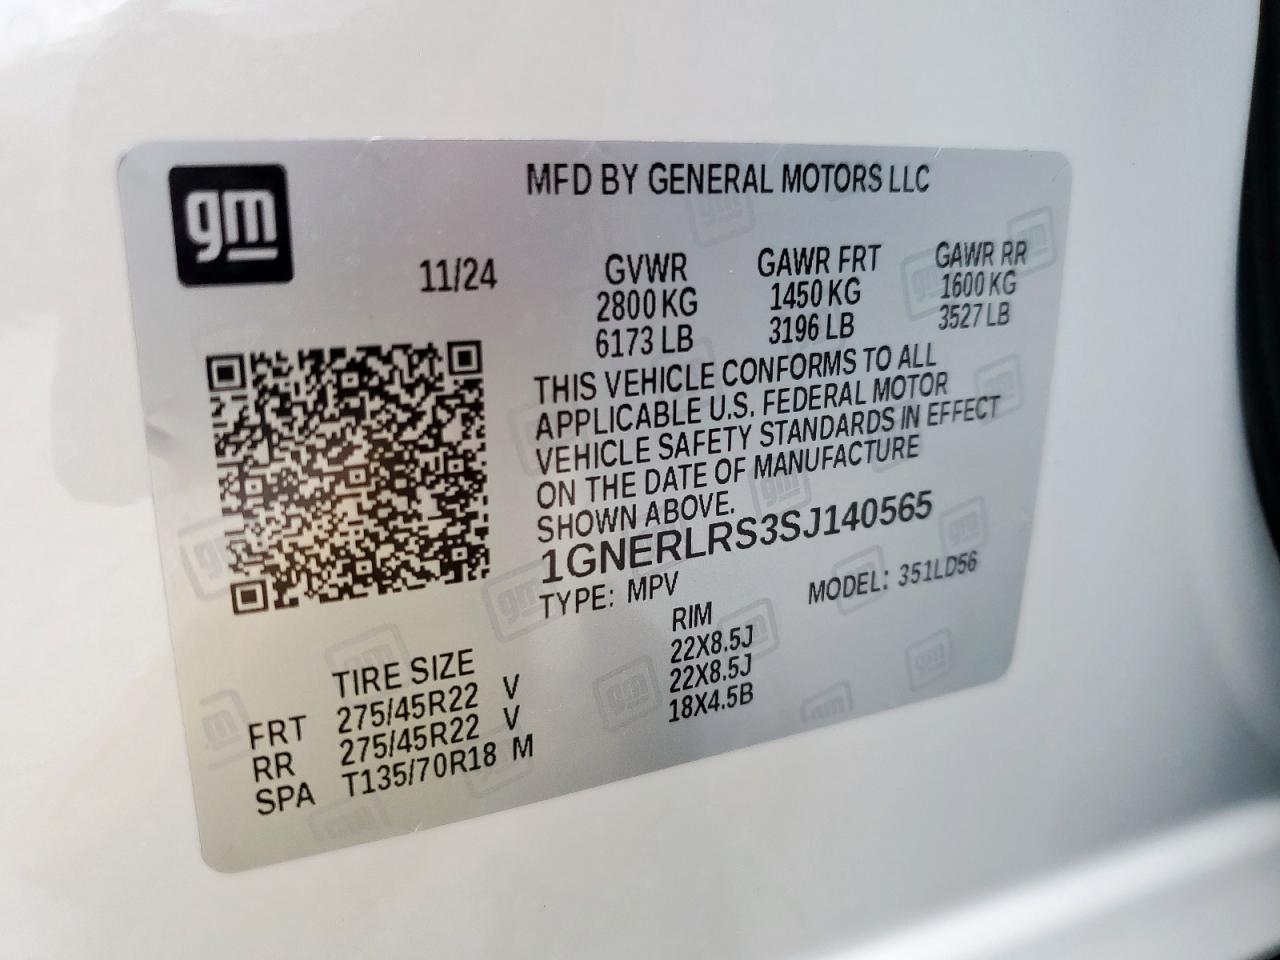 gm
MFD BY GENERAL MOTORS LLC
11/24
GVWR GAWR FRT GAWR RR
2800 KG 1450 KG 1600 KG
6173 LB 3196 LB 3527 LB
THIS VEHICLE CONFORMS TO ALL
APPLICABLE U.S. FEDERAL MOTOR
VEHICLE SAFETY STANDARDS IN EFFECT
ON THE DATE OF MANUFACTURE
SHOWN ABOVE.
1GNERLRS3SJ140565
TYPE: MPV MODEL: 351LD56
TIRE SIZE RIM
FRT 275/45R22 V 22X8.5J
RR 275/45R22 V 22X8.5J
SPA T135/70R18 M 18X4.5B